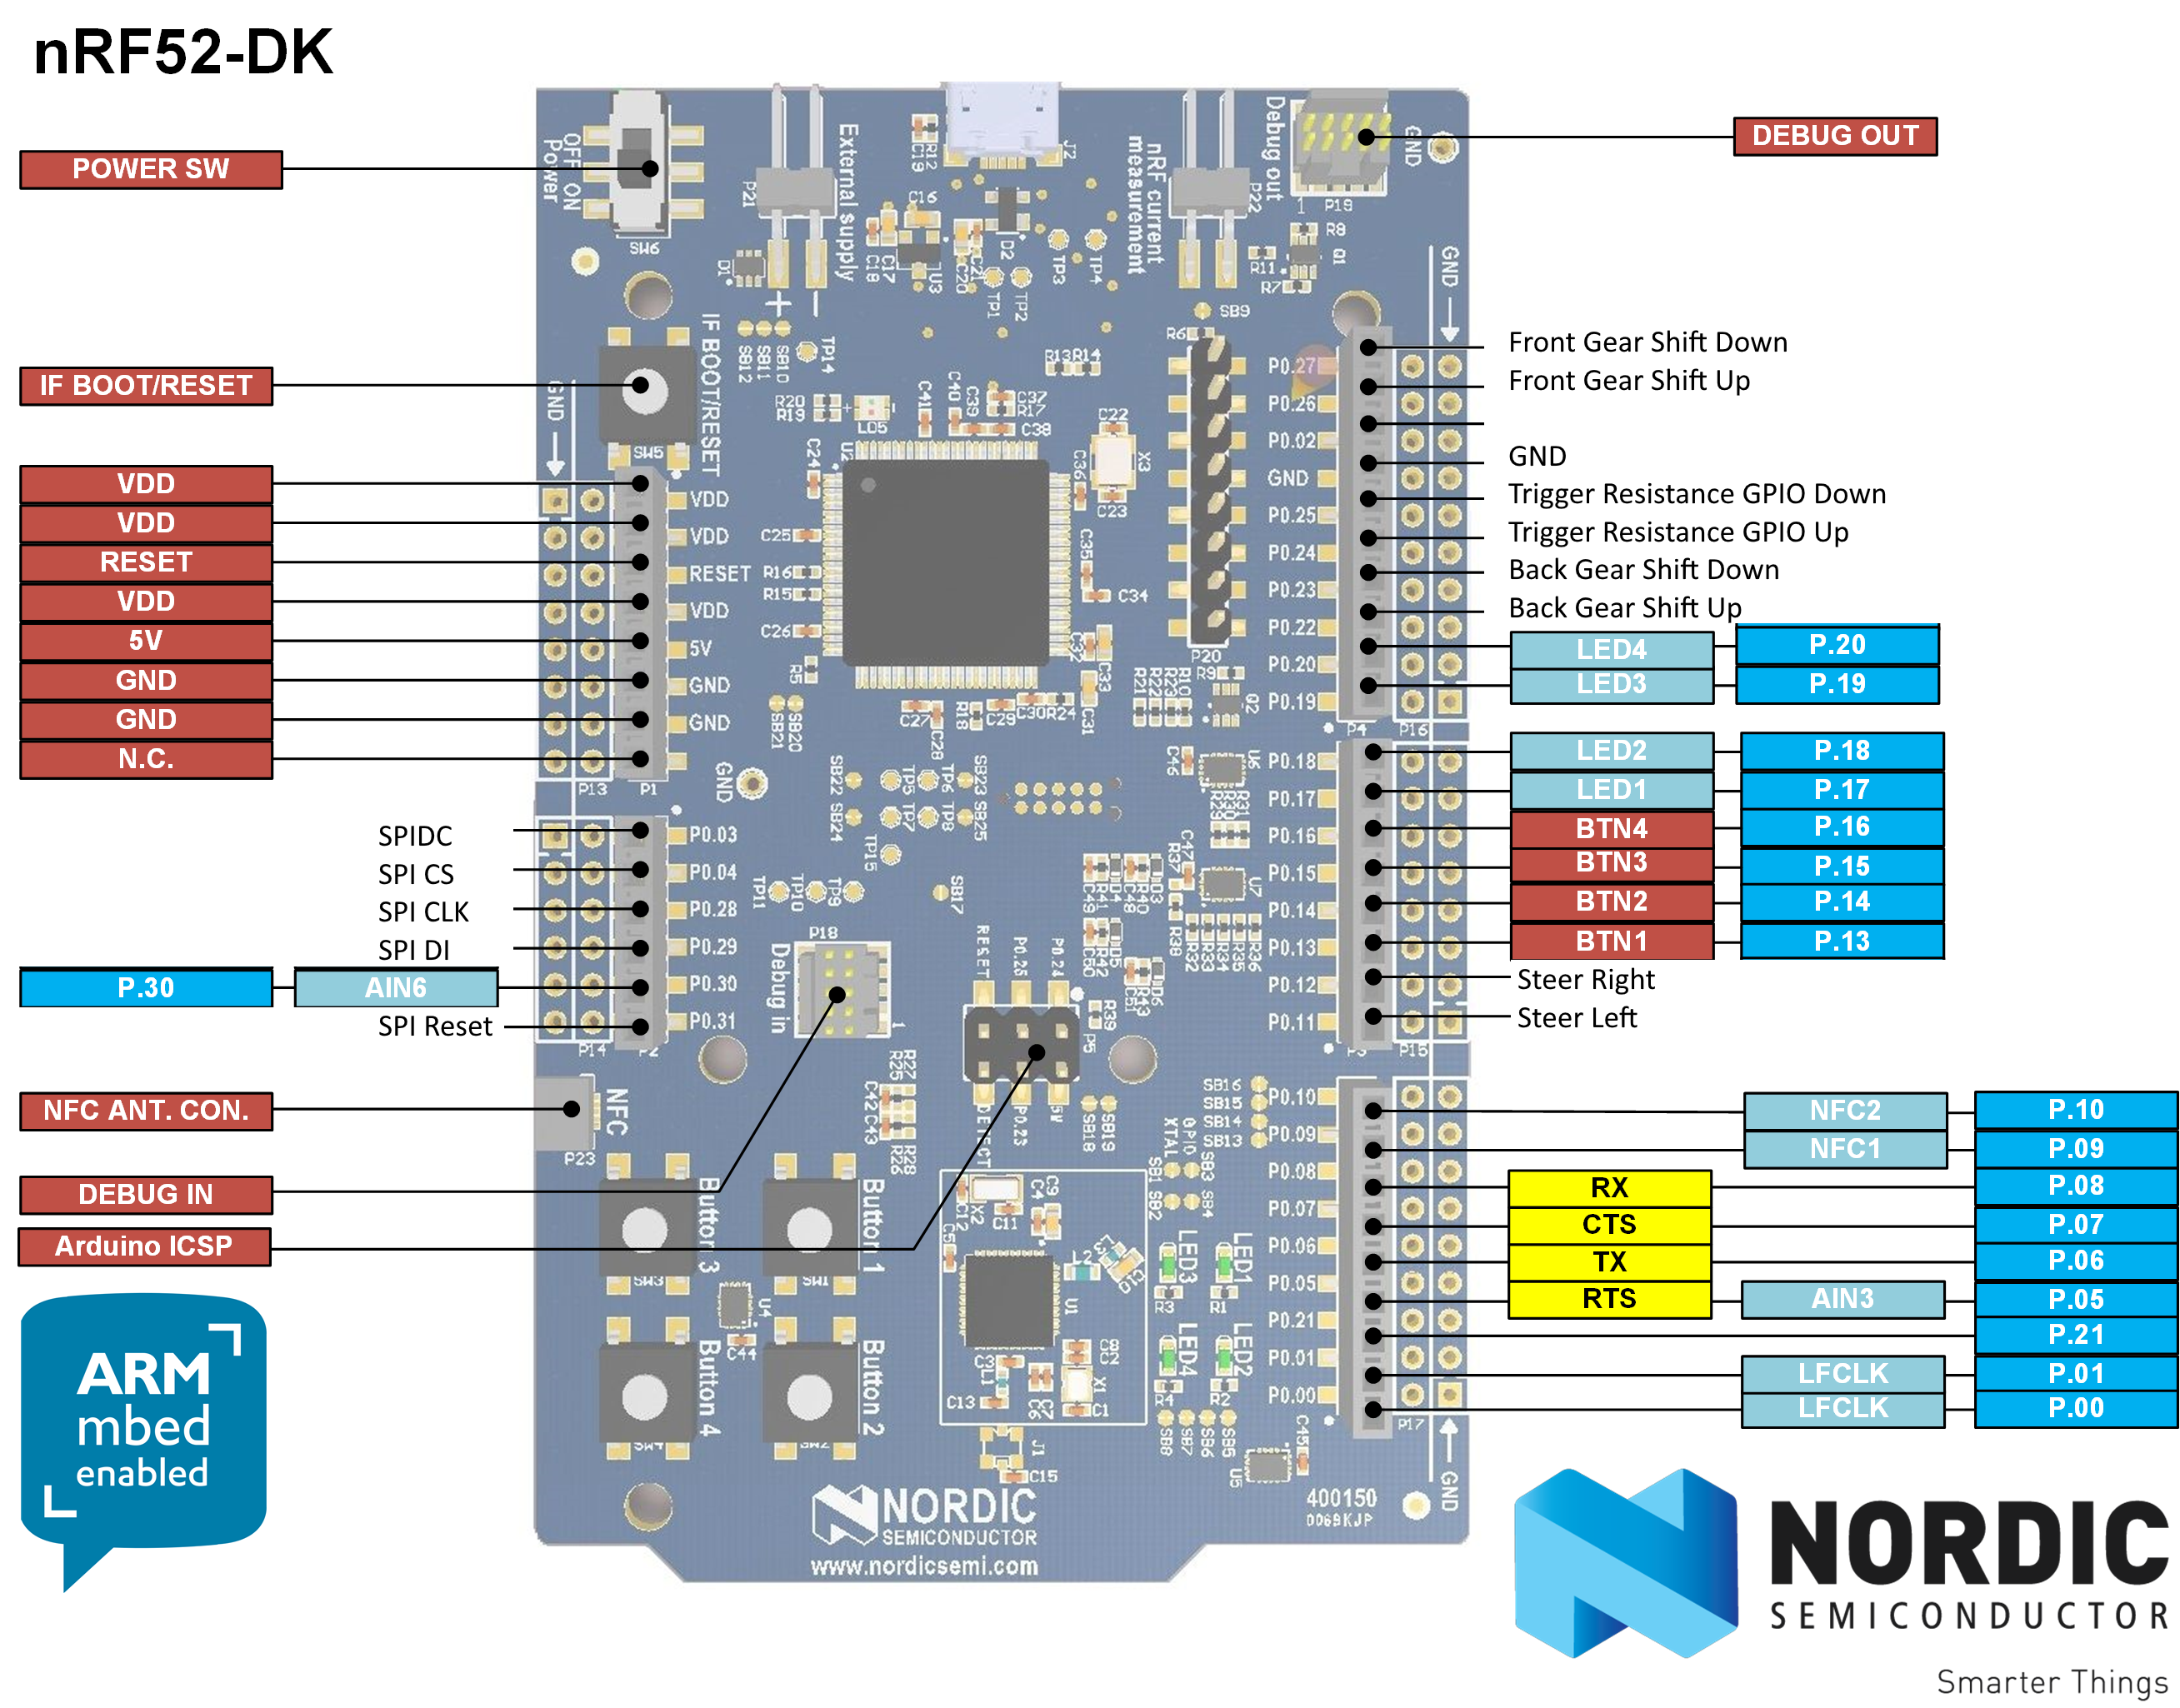 nRF52-DK
POWER SW
IF BOOT/RESET
VDD
VDD
RESET
VDD
5V
GND
GND
N.C.
SPIDC
SPI CS
SPI CLK
SPI DI
P.30 AIN6
SPI Reset
NFC ANT. CON.
DEBUG IN
Arduino ICSP
ARM
mbed
enabled
OFF ON
Power
SW6
External supply
P21
J2
nRF current
measurement
P22
Debug out
P19
GND
IF BOOT/RESET
SW5
GND
VDD
VDD
RESET
VDD
5V
GND
GND
P13 P1
GND
P0.03
P0.04
P0.28
P0.29
P0.30
P0.31
P14 P2
NFC
P23
P18
Debug in
RESET P0.25 P0.24
P5
DETECT P0.23 5V
Button 3
Button 1
Button 4
Button 2
SW3 SW1
SW4 SW2
LED3 LED1
LED4 LED2
P20
P0.27
P0.26
P0.02
GND
P0.25
P0.24
P0.23
P0.22
P0.20
P0.19
P4 P16
P0.18
P0.17
P0.16
P0.15
P0.14
P0.13
P0.12
P0.11
P3 P15
P0.10
P0.09
P0.08
P0.07
P0.06
P0.05
P0.21
P0.01
P0.00
P17
GND
XTAL GPIO
NORDIC
SEMICONDUCTOR
www.nordicsemi.com
400150
DEBUG OUT
Front Gear Shift Down
Front Gear Shift Up
GND
Trigger Resistance GPIO Down
Trigger Resistance GPIO Up
Back Gear Shift Down
Back Gear Shift Up
LED4 P.20
LED3 P.19
LED2 P.18
LED1 P.17
BTN4 P.16
BTN3 P.15
BTN2 P.14
BTN1 P.13
Steer Right
Steer Left
NFC2 P.10
NFC1 P.09
RX P.08
CTS P.07
TX P.06
RTS AIN3 P.05
P.21
LFCLK P.01
LFCLK P.00
NORDIC
SEMICONDUCTOR
Smarter Things